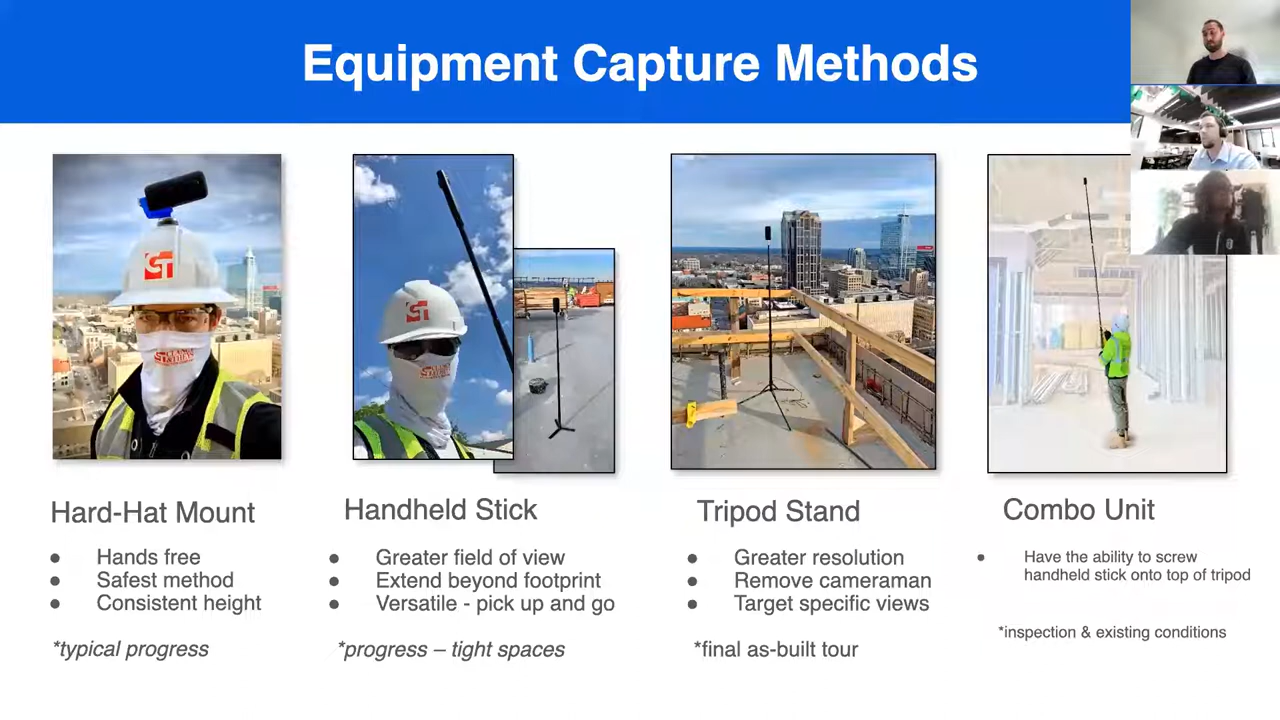 Equipment Capture Methods
Hard-Hat Mount
● Hands free
● Safest method
● Consistent height
*typical progress
Handheld Stick
● Greater field of view
● Extend beyond footprint
● Versatile - pick up and go
*progress – tight spaces
Tripod Stand
● Greater resolution
● Remove cameraman
● Target specific views
*final as-built tour
Combo Unit
● Have the ability to screw
handheld stick onto top of tripod
*inspection & existing conditions